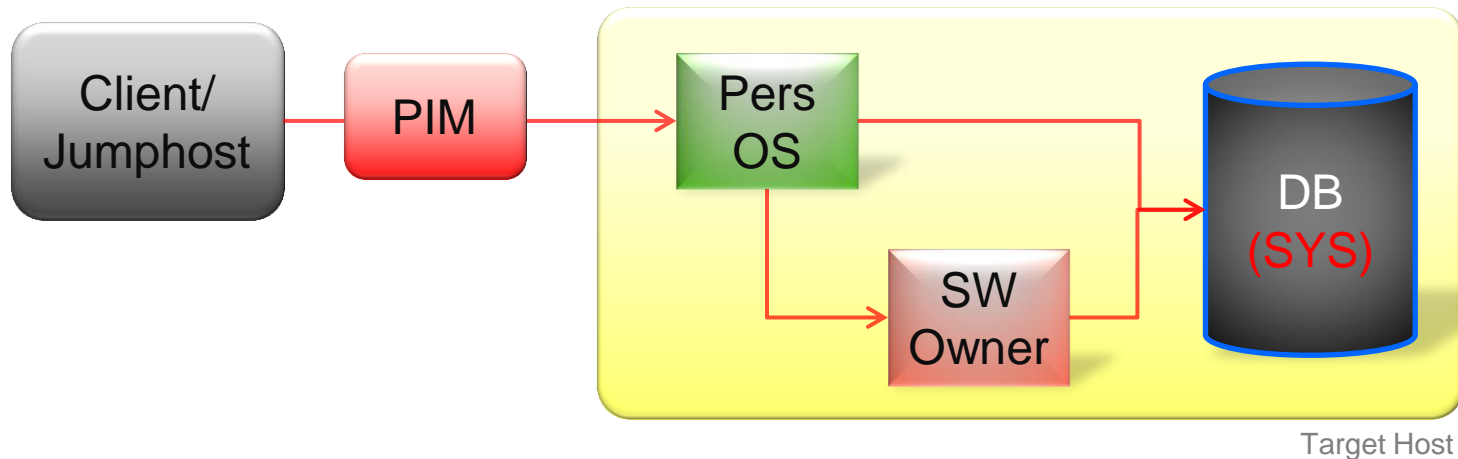 Client/
Jumphost
PIM
Pers
OS
SW
Owner
DB
(SYS)
Target Host